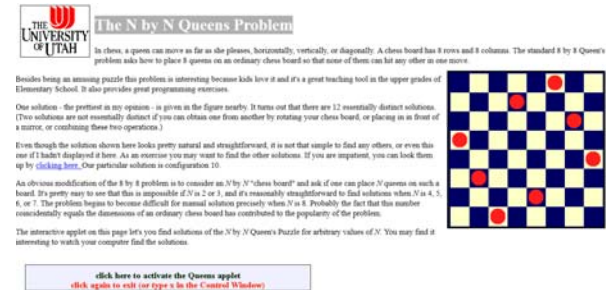 THE
UNIVERSITY
OF UTAH
The N by N Queens Problem
In chess, a queen can move as far as she pleases, horizontally, vertically, or diagonally. A chess board has 8 rows and 8 columns. The standard 8 by 8 Queen's
problem asks how to place 8 queens on an ordinary chess board so that none of them can hit any other in one move.
Besides being an amusing puzzle this problem is interesting because kids love it and it's a great teaching tool in the upper grades of
Elementary School. It also provides great programming exercises.
One solution - the prettiest in my opinion - is given in the figure nearby. It turns out that there are 12 essentially distinct solutions.
(Two solutions are not essentially distinct if you can obtain one from another by rotating your chess board, or placing in in front of
a mirror, or combining these two operations.)
Even though the solution shown here looks pretty natural and straightforward, it is not that simple to find any others, or even this
one if I hadn't displayed it here. As an exercise you may want to find the other solutions. If you are impatient, you can look them
up by clicking here. Our particular solution is configuration 10.
An obvious modification of the 8 by 8 problem is to consider an N by N "chess board" and ask if one can place N queens on such a
board. It's pretty easy to see that this is impossible if N is 2 or 3, and it's reasonably straightforward to find solutions when N is 4, 5,
6, or 7. The problem begins to become difficult for manual solution precisely when N is 8. Probably the fact that this number
coincidentally equals the dimensions of an ordinary chess board has contributed to the popularity of the problem.
The interactive applet on this page let's you find solutions of the N by N Queen's Puzzle for arbitrary values of N. You may find it
interesting to watch your computer find the solutions.
click here to activate the Queens applet
click again to exit (or type x in the Control Window)